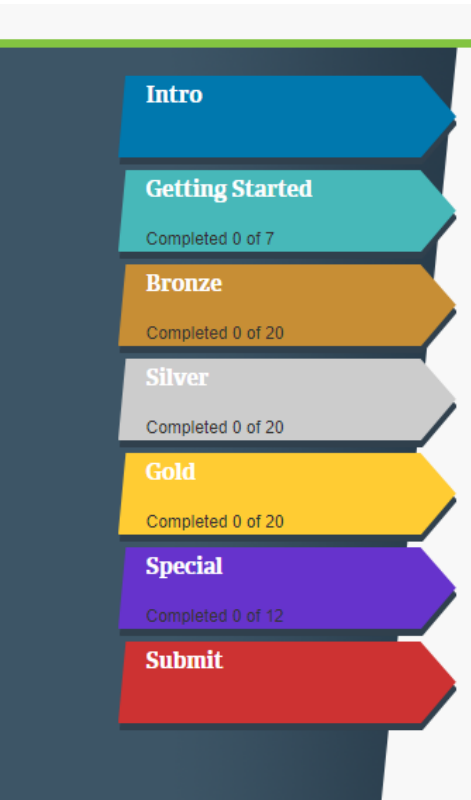 Intro
Getting Started
Completed 0 of 7
Bronze
Completed 0 of 20
Silver
Completed 0 of 20
Gold
Completed 0 of 20
Special
Completed 0 of 12
Submit